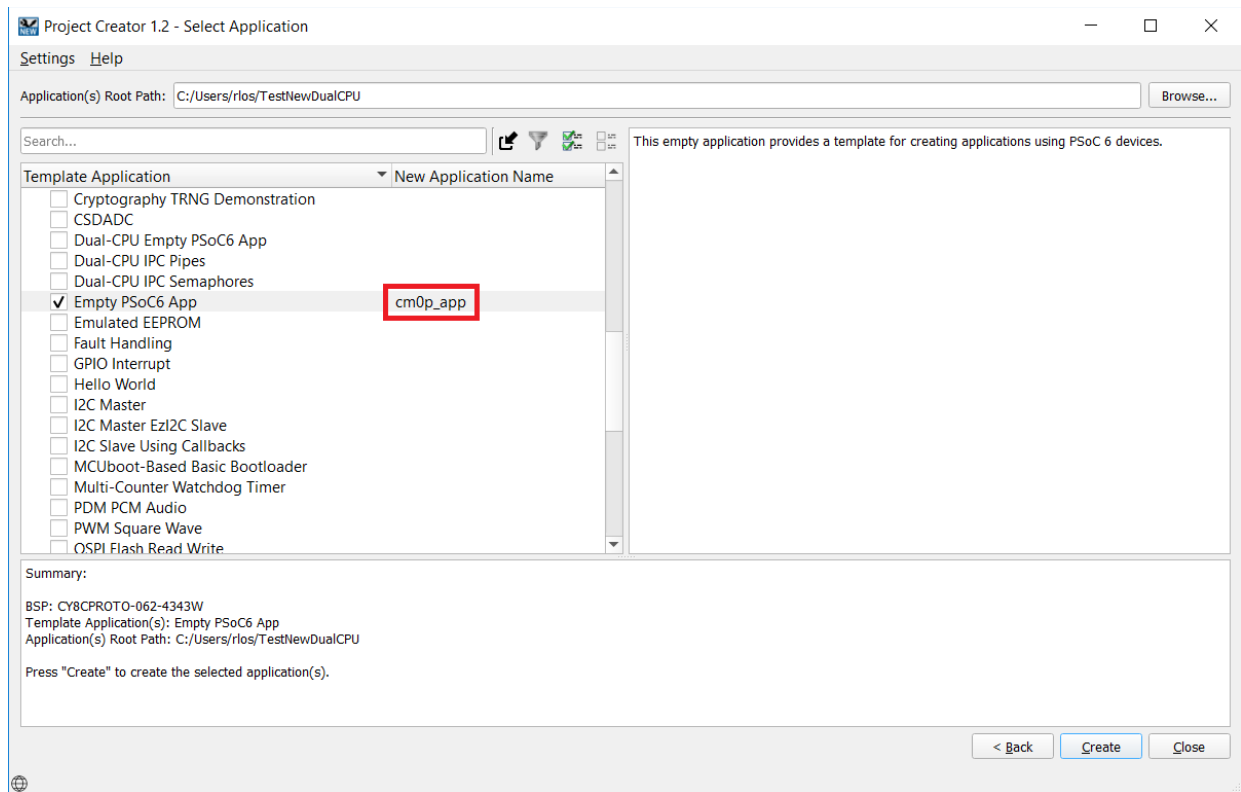 NEW Project Creator 1.2 - Select Application
Settings Help
Application(s) Root Path: C:/Users/rlos/TestNewDualCPU Browse...
Search...
This empty application provides a template for creating applications using PSoC 6 devices.
Template Application New Application Name
Cryptography TRNG Demonstration
CSDADC
Dual-CPU Empty PSoC6 App
Dual-CPU IPC Pipes
Dual-CPU IPC Semaphores
Empty PSoC6 App cm0p_app
Emulated EEPROM
Fault Handling
GPIO Interrupt
Hello World
I2C Master
I2C Master EzI2C Slave
I2C Slave Using Callbacks
MCUboot-Based Basic Bootloader
Multi-Counter Watchdog Timer
PDM PCM Audio
PWM Square Wave
QSPI Flash Read Write
Summary:
BSP: CY8CPROTO-062-4343W
Template Application(s): Empty PSoC6 App
Application(s) Root Path: C:/Users/rlos/TestNewDualCPU
Press "Create" to create the selected application(s).
< Back Create Close